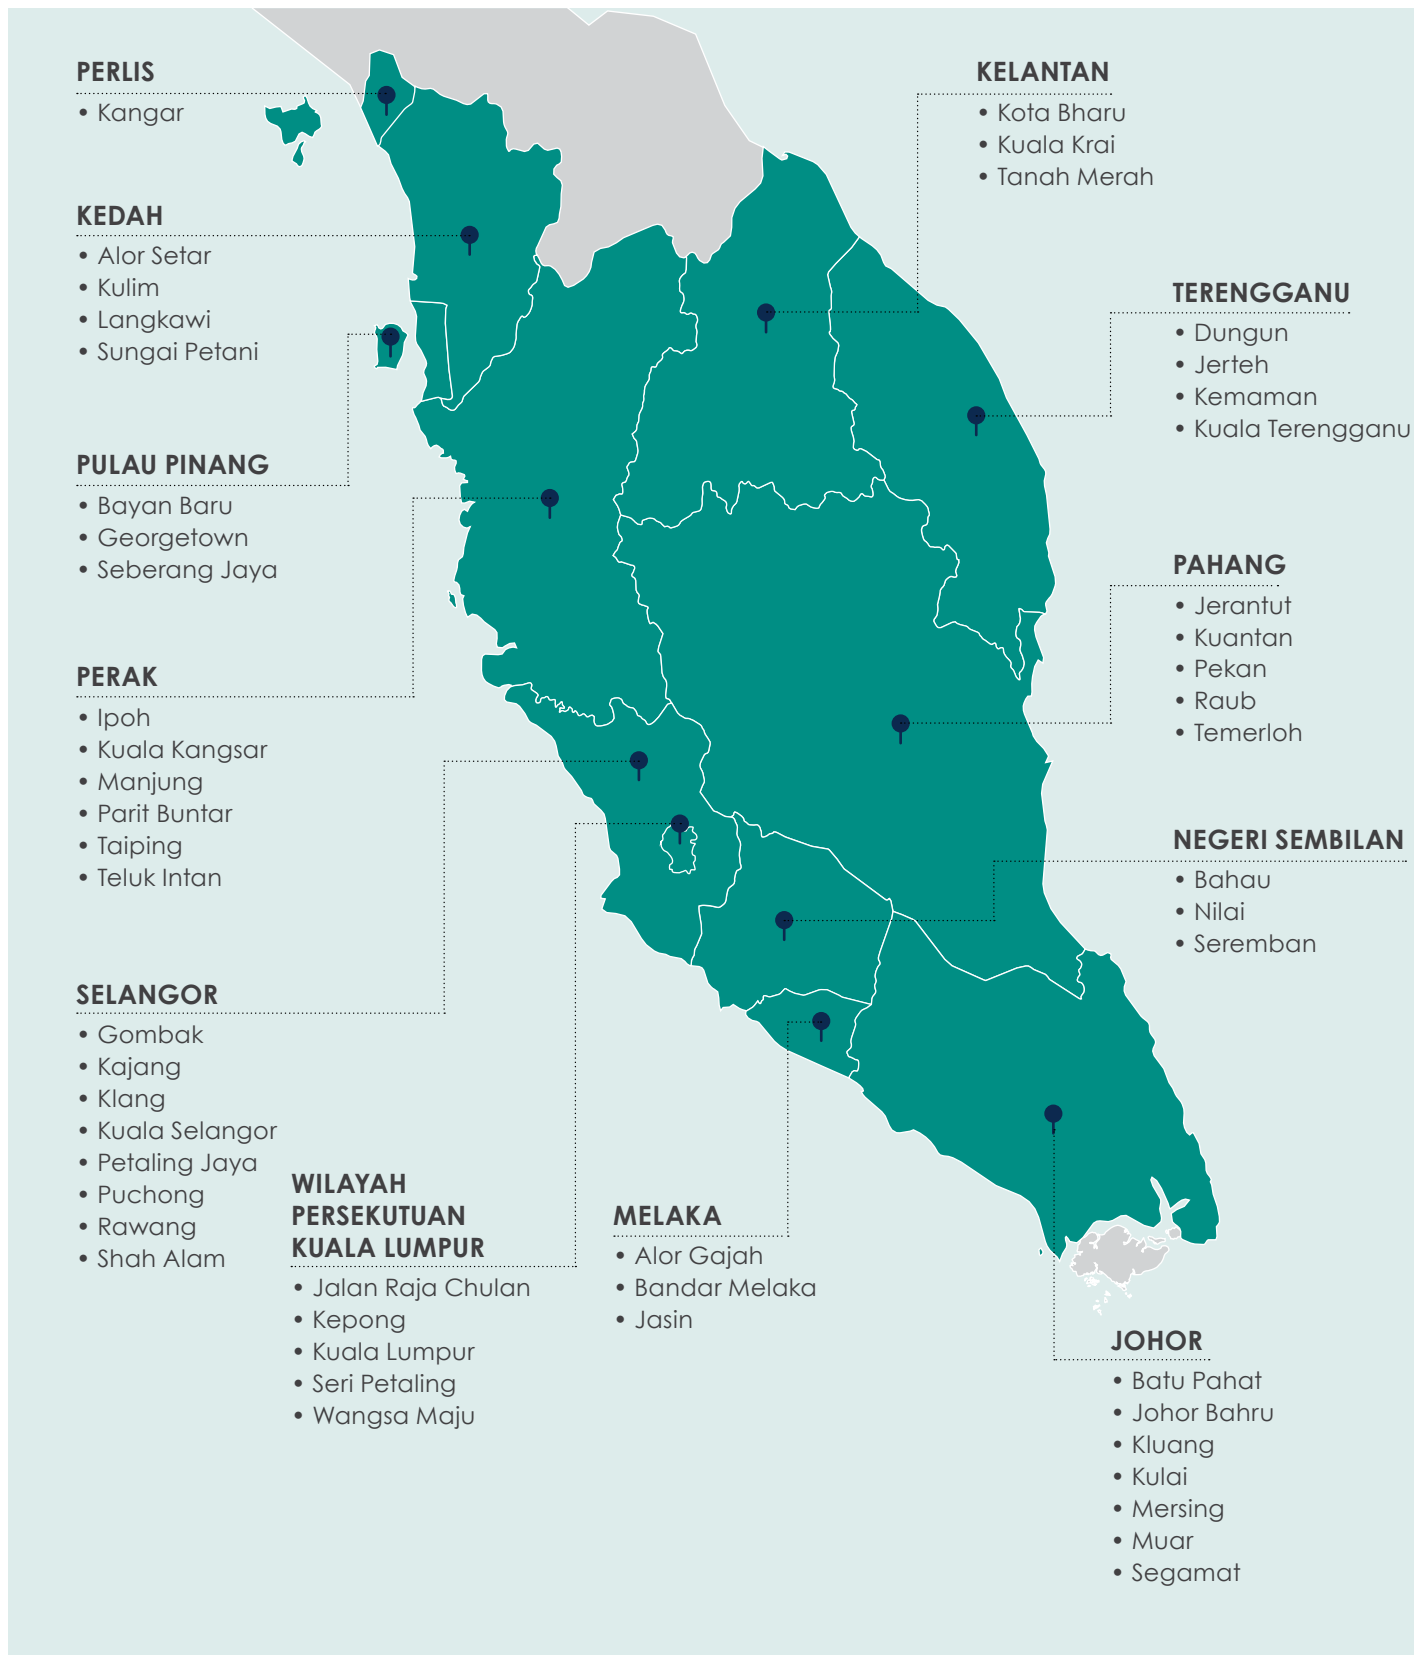 PERLIS
• Kangar
KEDAH
• Alor Setar
• Kulim
• Langkawi
• Sungai Petani
PULAU PINANG
• Bayan Baru
• Georgetown
• Seberang Jaya
PERAK
• Ipoh
• Kuala Kangsar
• Manjung
• Parit Buntar
• Taiping
• Teluk Intan
SELANGOR
• Gombak
• Kajang
• Klang
• Kuala Selangor
• Petaling Jaya
• Puchong
• Rawang
• Shah Alam
WILAYAH
PERSEKUTUAN
KUALA LUMPUR
• Jalan Raja Chulan
• Kepong
• Kuala Lumpur
• Seri Petaling
• Wangsa Maju
MELAKA
• Alor Gajah
• Bandar Melaka
• Jasin
KELANTAN
• Kota Bharu
• Kuala Krai
• Tanah Merah
TERENGGANU
• Dungun
• Jerteh
• Kemaman
• Kuala Terengganu
PAHANG
• Jerantut
• Kuantan
• Pekan
• Raub
• Temerloh
NEGERI SEMBILAN
• Bahau
• Nilai
• Seremban
JOHOR
• Batu Pahat
• Johor Bahru
• Kluang
• Kulai
• Mersing
• Muar
• Segamat